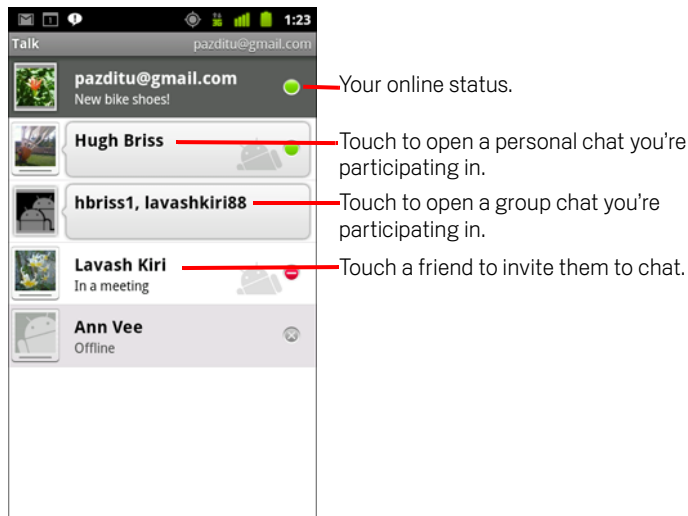 1:23
Talk
pazditu@gmail.com
pazditu@gmail.com
New bike shoes!
Your online status.
Hugh Briss
Touch to open a personal chat you're
participating in.
hbriss1, lavashkiri88
Touch to open a group chat you're
participating in.
Lavash Kiri
In a meeting
Touch a friend to invite them to chat.
Ann Vee
Offline